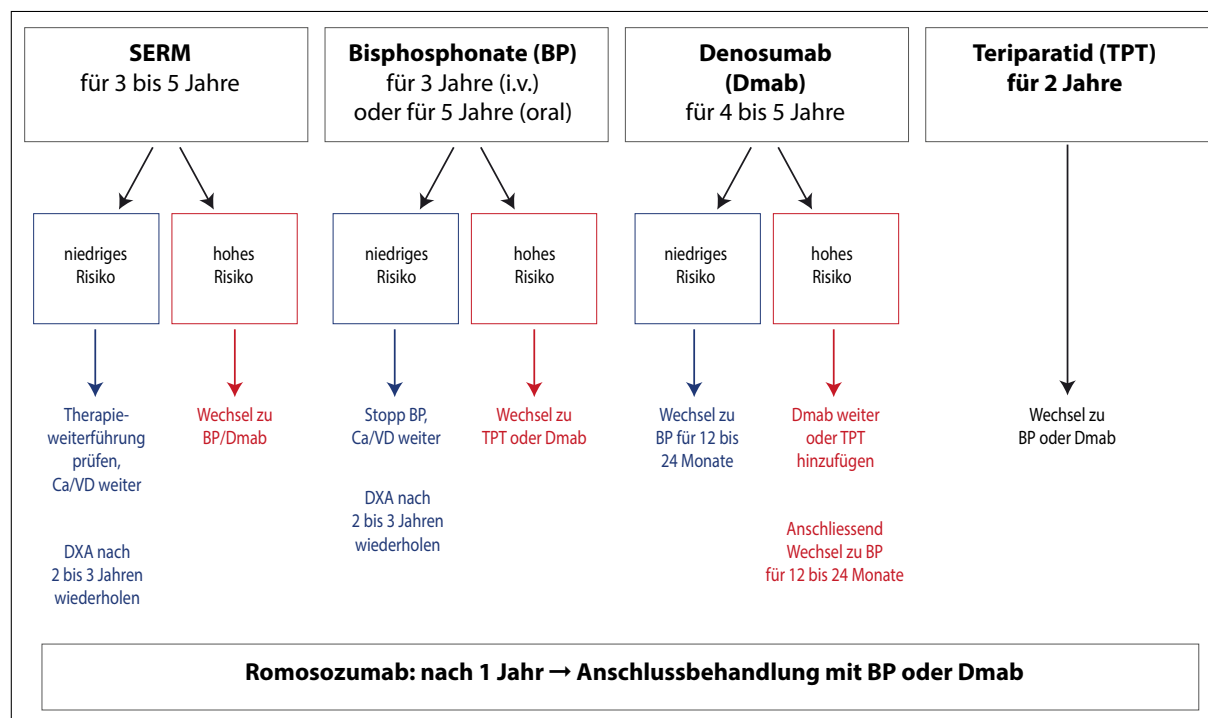 SERM
für 3 bis 5 Jahre
Bisphosphonate (BP)
für 3 Jahre (i.v.)
oder für 5 Jahre (oral)
Denosumab
(Dmab)
für 4 bis 5 Jahre
Teriparatid (TPT)
für 2 Jahre
niedriges
Risiko
hohes
Risiko
niedriges
Risiko
hohes
Risiko
niedriges
Risiko
hohes
Risiko
Therapie-
weiterführung
prüfen,
Ca/VD weiter
DXA nach
2 bis 3 Jahren
wiederholen
Wechsel zu
BP/Dmab
Stopp BP,
Ca/VD weiter
DXA nach
2 bis 3 Jahren
wiederholen
Wechsel zu
TPT oder Dmab
Wechsel zu
BP für 12 bis
24 Monate
Dmab weiter
oder TPT
hinzufügen
Anschliessend
Wechsel zu BP
für 12 bis 24 Monate
Wechsel zu
BP oder Dmab
Romosozumab: nach 1 Jahr → Anschlussbehandlung mit BP oder Dmab